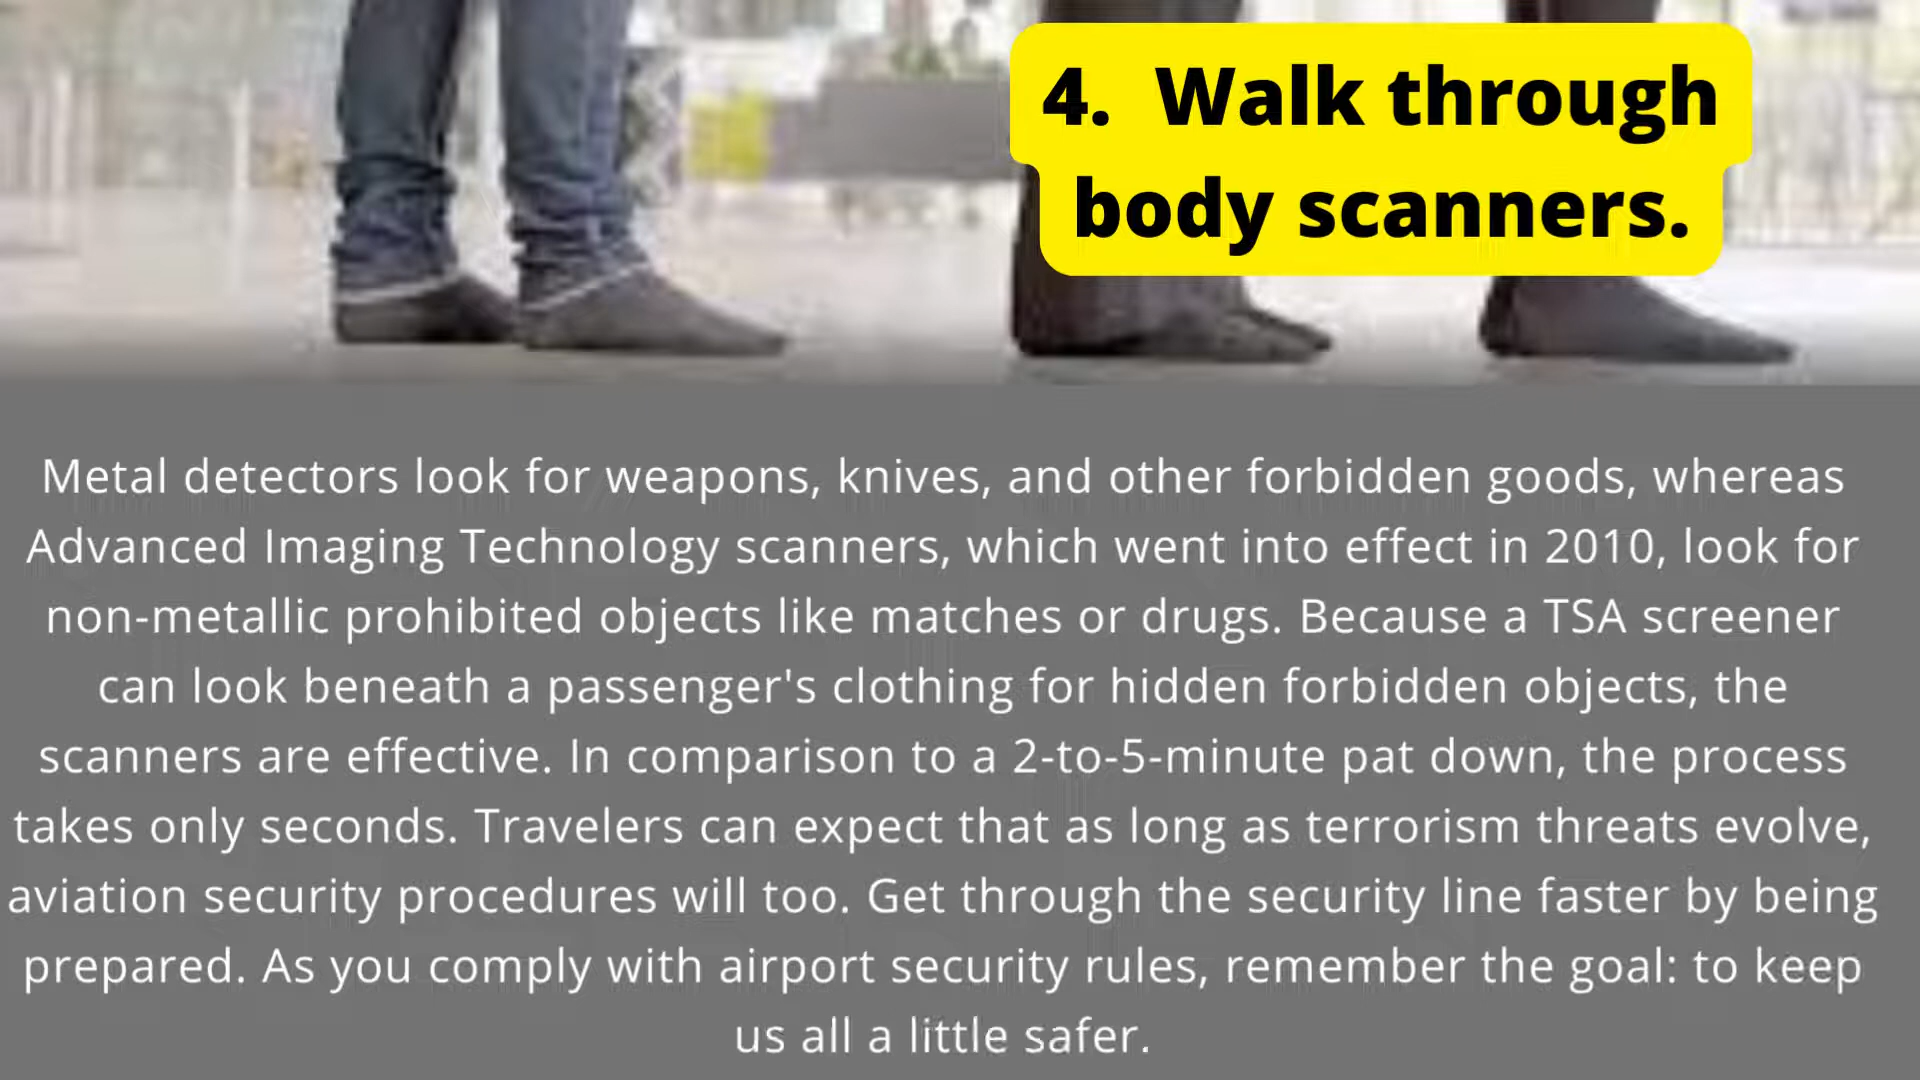 4. Walk through
body scanners.
Metal detectors look for weapons, knives, and other forbidden goods, whereas
Advanced Imaging Technology scanners, which went into effect in 2010, look for
non-metallic prohibited objects like matches or drugs. Because a TSA screener
can look beneath a passenger's clothing for hidden forbidden objects, the
scanners are effective. In comparison to a 2-to-5-minute pat down, the process
takes only seconds. Travelers can expect that as long as terrorism threats evolve,
aviation security procedures will too. Get through the security line faster by being
prepared. As you comply with airport security rules, remember the goal: to keep
us all a little safer.